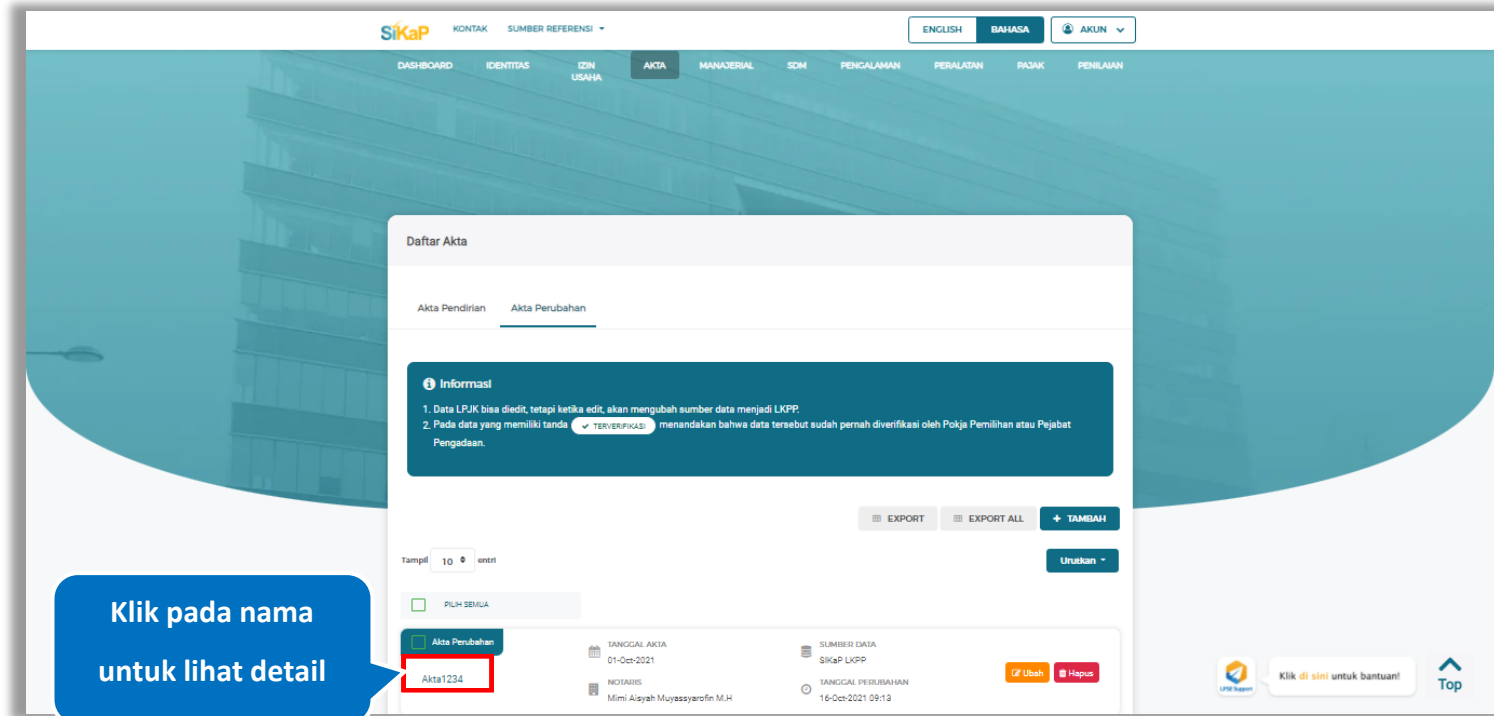 SiKaP KONTAK SUMBER REFERENSI ENGLISH BAHASA AKUN
DASHBOARD IDENTITAS IZIN USAHA AKTA MANAJERIAL SDM PENGALAMAN PERALATAN PAJAK PENILAIAN
Daftar Akta
Akta Pendirian Akta Perubahan
Informasi
1. Data LPJK bisa diedit, tetapi ketika edit, akan mengubah sumber data menjadi LKPP.
2. Pada data yang memiliki tanda TERVERIFIKASI menandakan bahwa data tersebut sudah pernah diverifikasi oleh Pokja Pemilihan atau Pejabat
Pengadaan.
EXPORT EXPORT ALL + TAMBAH
Tampil 10 entri Urutkan
PILIH SEMUA
Klik pada nama
untuk lihat detail
Akta Perubahan
Akta1234
TANGGAL AKTA
01-Oct-2021
NOTARIS
Mimi Aisyah Muyassyarofin M.H
SUMBER DATA
SIKaP LKPP
TANGGAL PERUBAHAN
16-Oct-2021 09:13
Ubah Hapus
LPSE Support
Klik di sini untuk bantuan!
Top